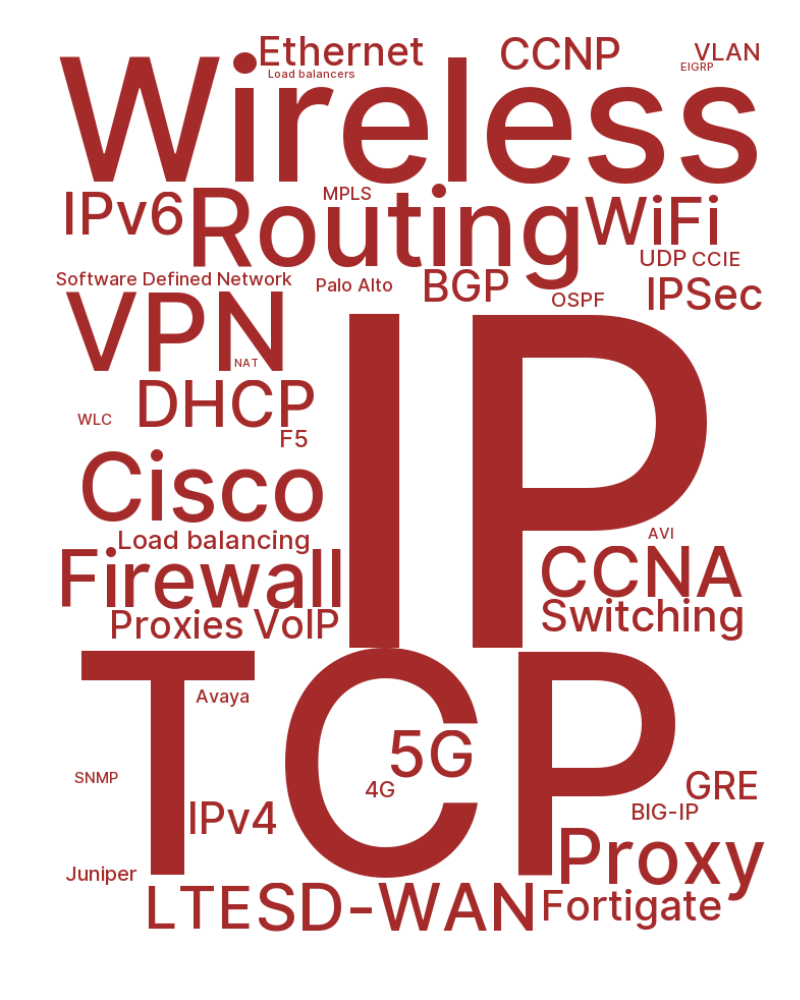 Ethernet
CCNP
VLAN
EIGRP
Load balancers
Wireless
IPv6
Routing
MPLS
WiFi
UDP
CCIE
Software Defined Network
Palo Alto
BGP
OSPF
IPSec
VPN
NAT
IP
DHCP
WLC
F5
Cisco
Load balancing
AVI
Firewall
CCNA
Proxies
VoIP
Switching
TCP
Avaya
5G
4G
SNMP
GRE
IPv4
BIG-IP
Proxy
Juniper
LTE
SD-WAN
Fortigate